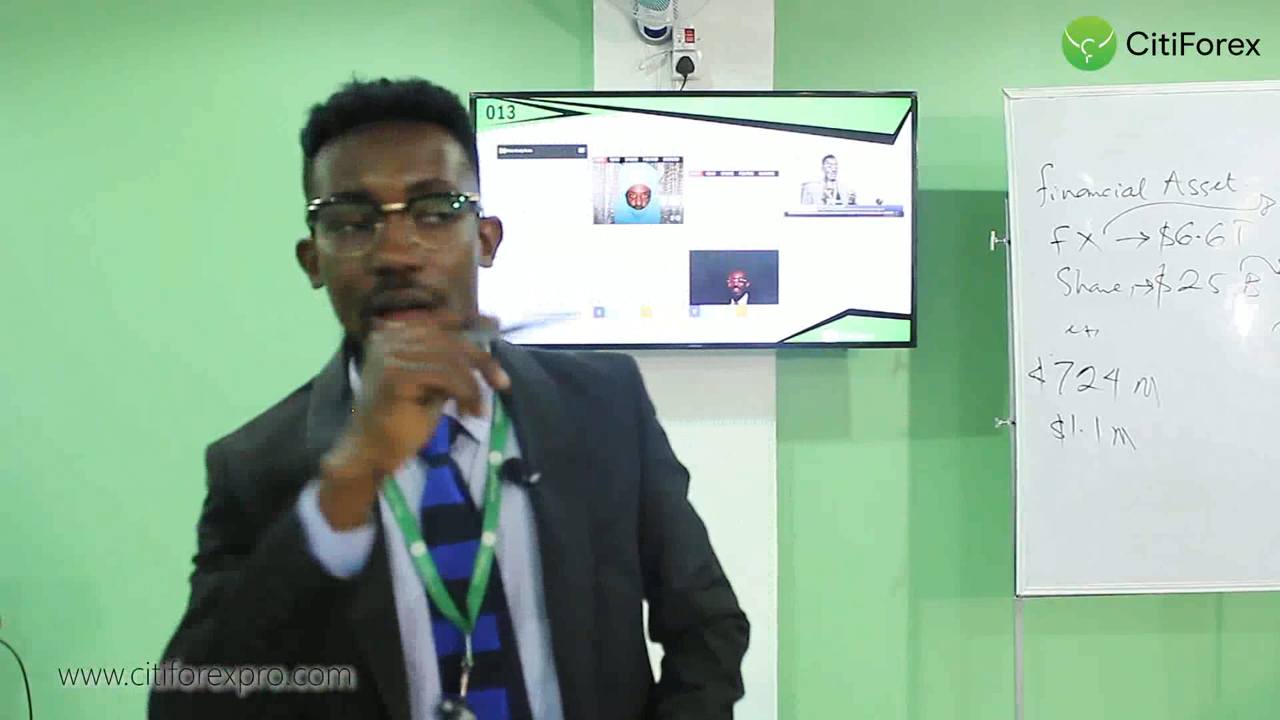 CitiForex
013
financial Asset
FX → $6.6T
Share → $25 B
$724 m
$1.1 m
www.citiforexpro.com